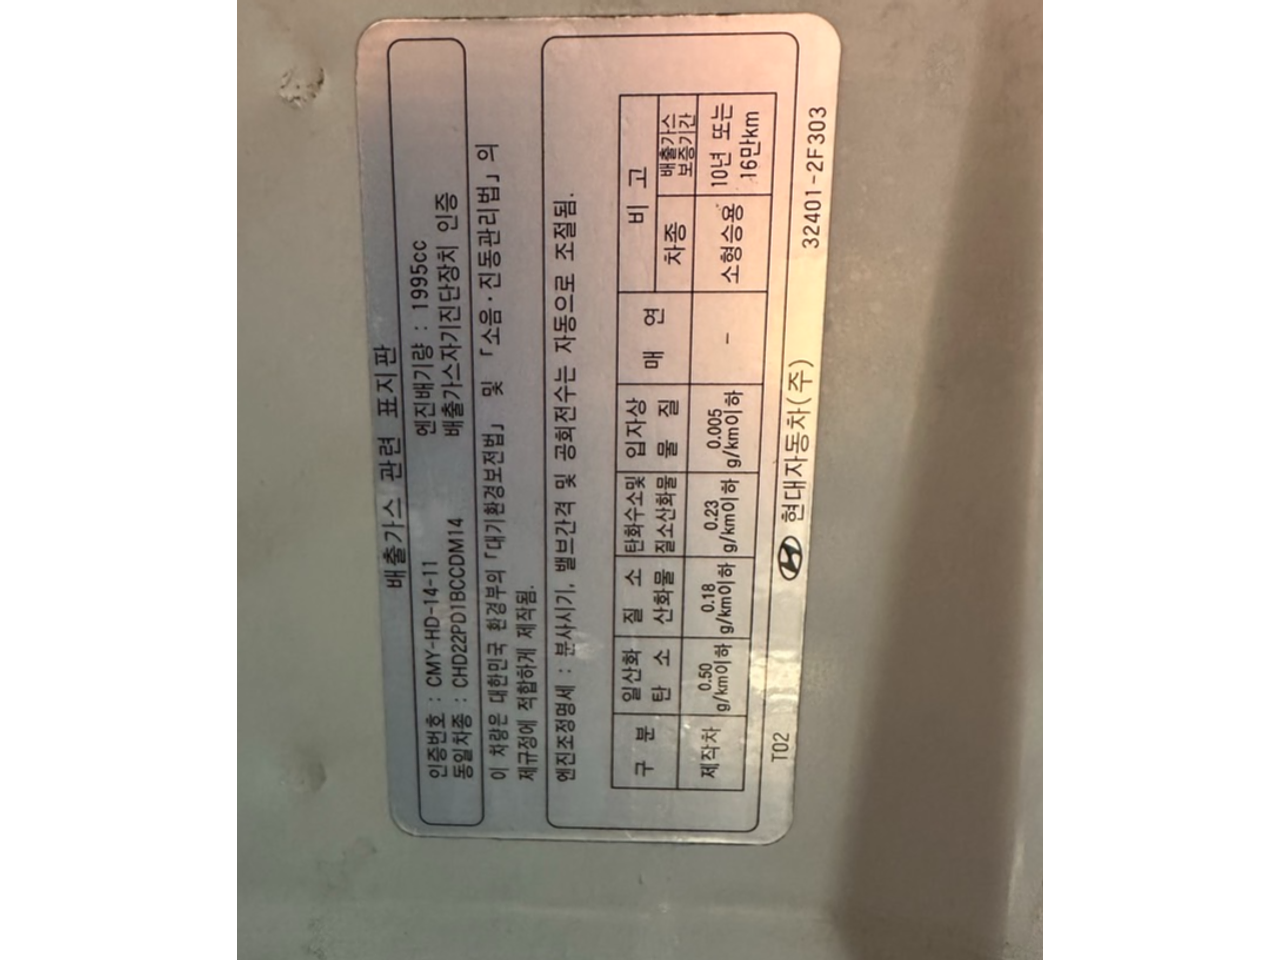 배출가스 관련 표지판
인증번호 : CMY-HD-14-11 엔진배기량 : 1995cc
동일차종 : CHD22PD1BCCDM14 배출가스자기진단장치 인증
이 차량은 대한민국 환경부의 「대기환경보전법」 및 「소음·진동관리법」의
제규정에 적합하게 제작됨.
엔진조정명세 : 분사시기, 밸브간격 및 공회전수는 자동으로 조절됨.
구 분 일산화 탄 소 질 소 산화물 탄화수소및 질소산화물 입자상 물 질 매 연 비 고
차종 배출가스 보증기간
제작차 0.50 g/km이하 0.18 g/km이하 0.23 g/km이하 0.005 g/km이하 - 소형승용 10년 또는 16만km
T02 현대자동차(주) 32401-2F303